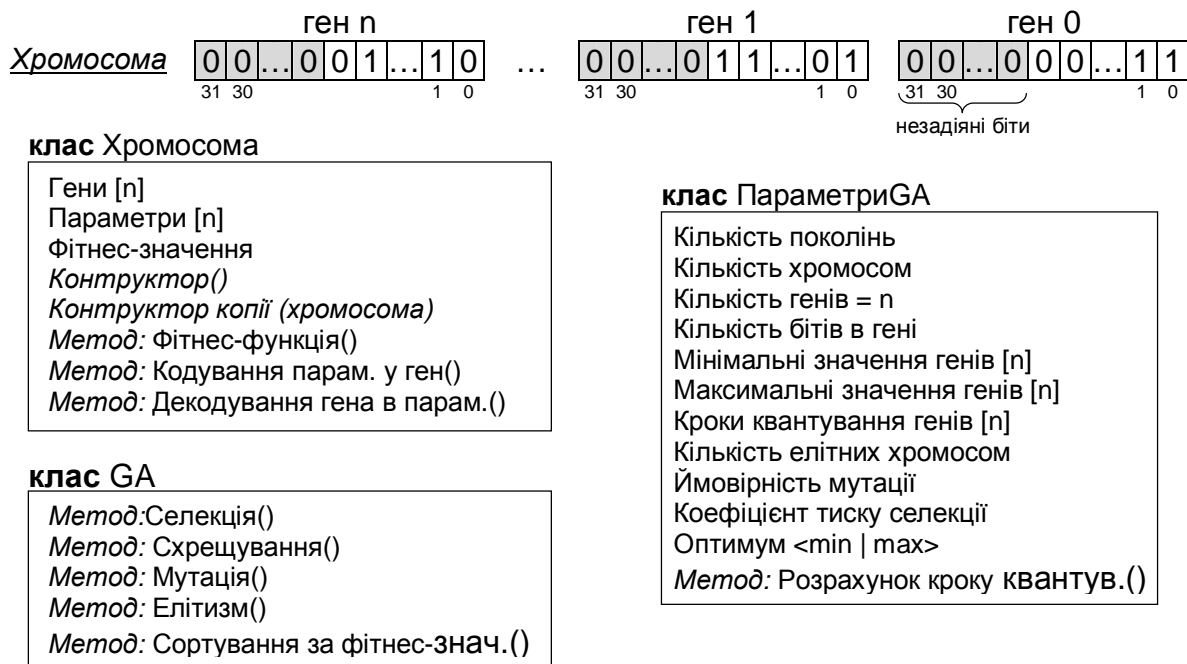 ген n ген 1 ген 0
Хромосома 0 0 ... 0 0 1 ... 1 0 ... 0 0 ... 0 1 1 ... 0 1 0 0 ... 0 0 0 ... 1 1
31 30 1 0 31 30 1 0 31 30 1 0
незадіяні біти
клас Хромосома
Гени [n]
Параметри [n]
Фітнес-значення
Контруктор()
Контруктор копії (хромосома)
Метод: Фітнес-функція()
Метод: Кодування парам. у ген()
Метод: Декодування гена в парам.()
клас GA
Метод:Селекція()
Метод: Схрещування()
Метод: Мутація()
Метод: Елітизм()
Метод: Сортування за фітнес-знач.()
клас ПараметриGA
Кількість поколінь
Кількість хромосом
Кількість генів = n
Кількість бітів в гені
Мінімальні значення генів [n]
Максимальні значення генів [n]
Кроки квантування генів [n]
Кількість елітних хромосом
Ймовірність мутації
Коефіцієнт тиску селекції
Оптимум <min | max>
Метод: Розрахунок кроку квантув.()